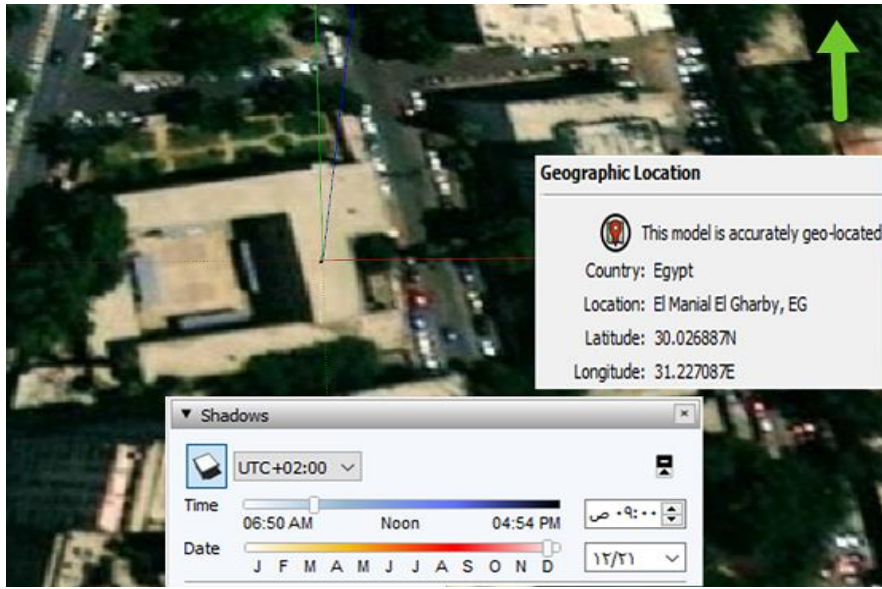 Geographic Location
This model is accurately geo-located
Country: Egypt
Location: El Manial El Gharby, EG
Latitude: 30.026887N
Longitude: 31.227087E
▼ Shadows
UTC+02:00
Time
06:50 AM Noon 04:54 PM
٠٩:٠٠ ص
Date
J F M A M J J A S O N D
١٢/٢١